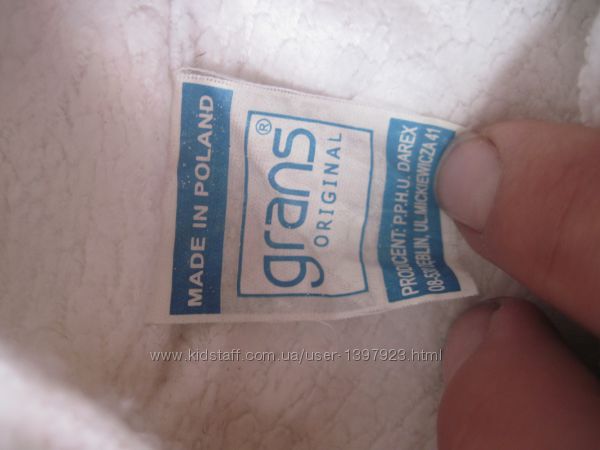 MADE IN POLAND
grans®
ORIGINAL
PRODUCENT: P.P.H.U. DAREX
UL.MICKIEWICZA 41
www.kidstaff.com.ua/user-1397923.html